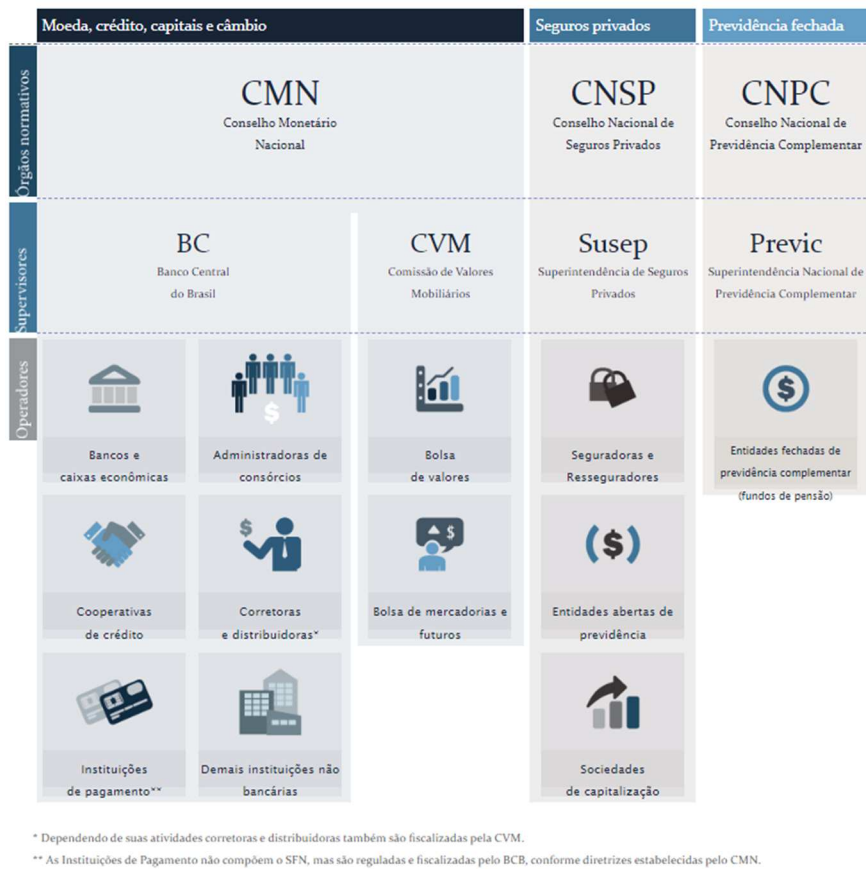 Moeda, crédito, capitais e câmbio
Seguros privados
Previdência fechada
Órgãos normativos
CMN
Conselho Monetário
Nacional
CNSP
Conselho Nacional de
Seguros Privados
CNPC
Conselho Nacional de
Previdência Complementar
Supervisores
BC
Banco Central
do Brasil
CVM
Comissão de Valores
Mobiliários
Susep
Superintendência de Seguros
Privados
Previc
Superintendência Nacional de
Previdência Complementar
Operadores
$
$
Bancos e
caixas econômicas
Administradoras de
consórcios
Bolsa
de valores
Seguradoras e
Resseguradores
Entidades fechadas de
previdência complementar
(fundos de pensão)
$
$
($)
Cooperativas
de crédito
Corretoras
e distribuidoras*
Bolsa de mercadorias e
futuros
Entidades abertas de
previdência
Instituições
de pagamento**
Demais instituições não
bancárias
Sociedades
de capitalização
* Dependendo de suas atividades corretoras e distribuidoras também são fiscalizadas pela CVM.
** As Instituições de Pagamento não compõem o SFN, mas são reguladas e fiscalizadas pelo BCB, conforme diretrizes estabelecidas pelo CMN.